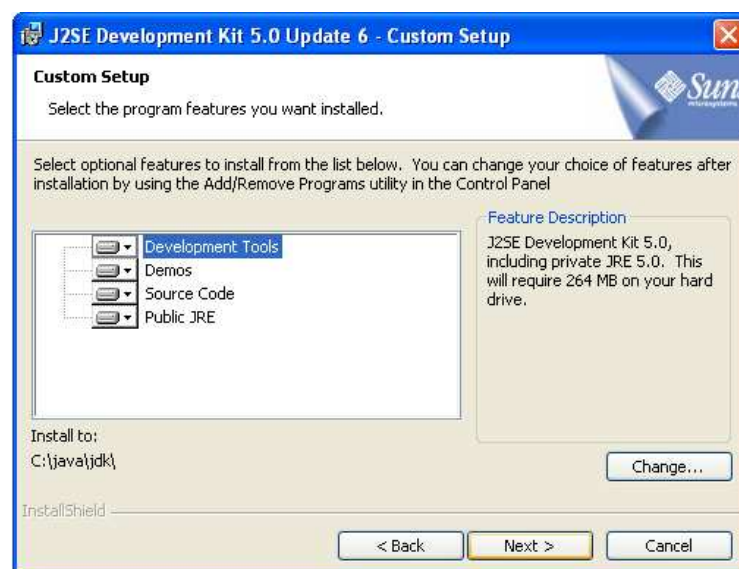 J2SE Development Kit 5.0 Update 6 - Custom Setup
Custom Setup
Select the program features you want installed.
Sun
microsystems
Select optional features to install from the list below. You can change your choice of features after
installation by using the Add/Remove Programs utility in the Control Panel
Development Tools
Demos
Source Code
Public JRE
Feature Description
J2SE Development Kit 5.0,
including private JRE 5.0. This
will require 264 MB on your hard
drive.
Install to:
C:\java\jdk\
Change...
InstallShield
< Back
Next >
Cancel